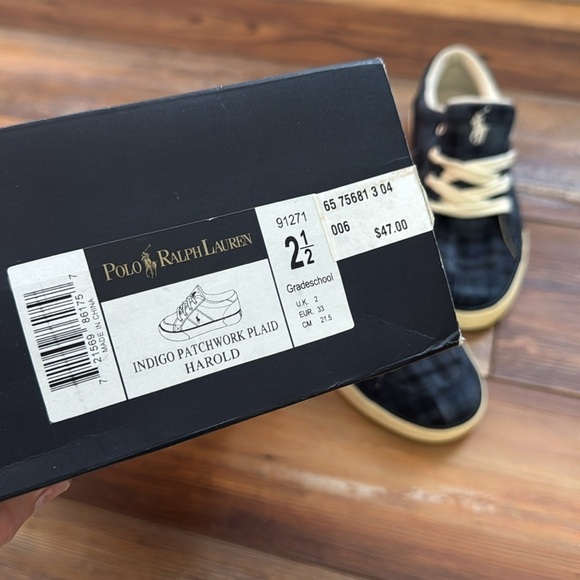 7 21569 86175 7
MADE IN CHINA
POLO RALPH LAUREN
INDIGO PATCHWORK PLAID
HAROLD
91271
2 1/2
Gradeschool
U.K. 2
EUR. 33
CM 21.5
65 75681 3 04
006 $47.00